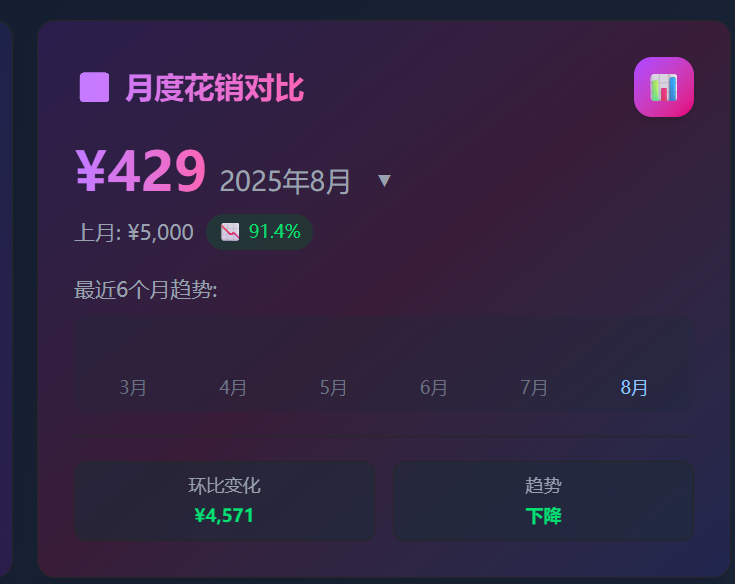 月度花销对比
¥429 2025年8月 ▼
上月: ¥5,000 91.4%
最近6个月趋势:
3月 4月 5月 6月 7月 8月
环比变化 趋势
¥4,571 下降